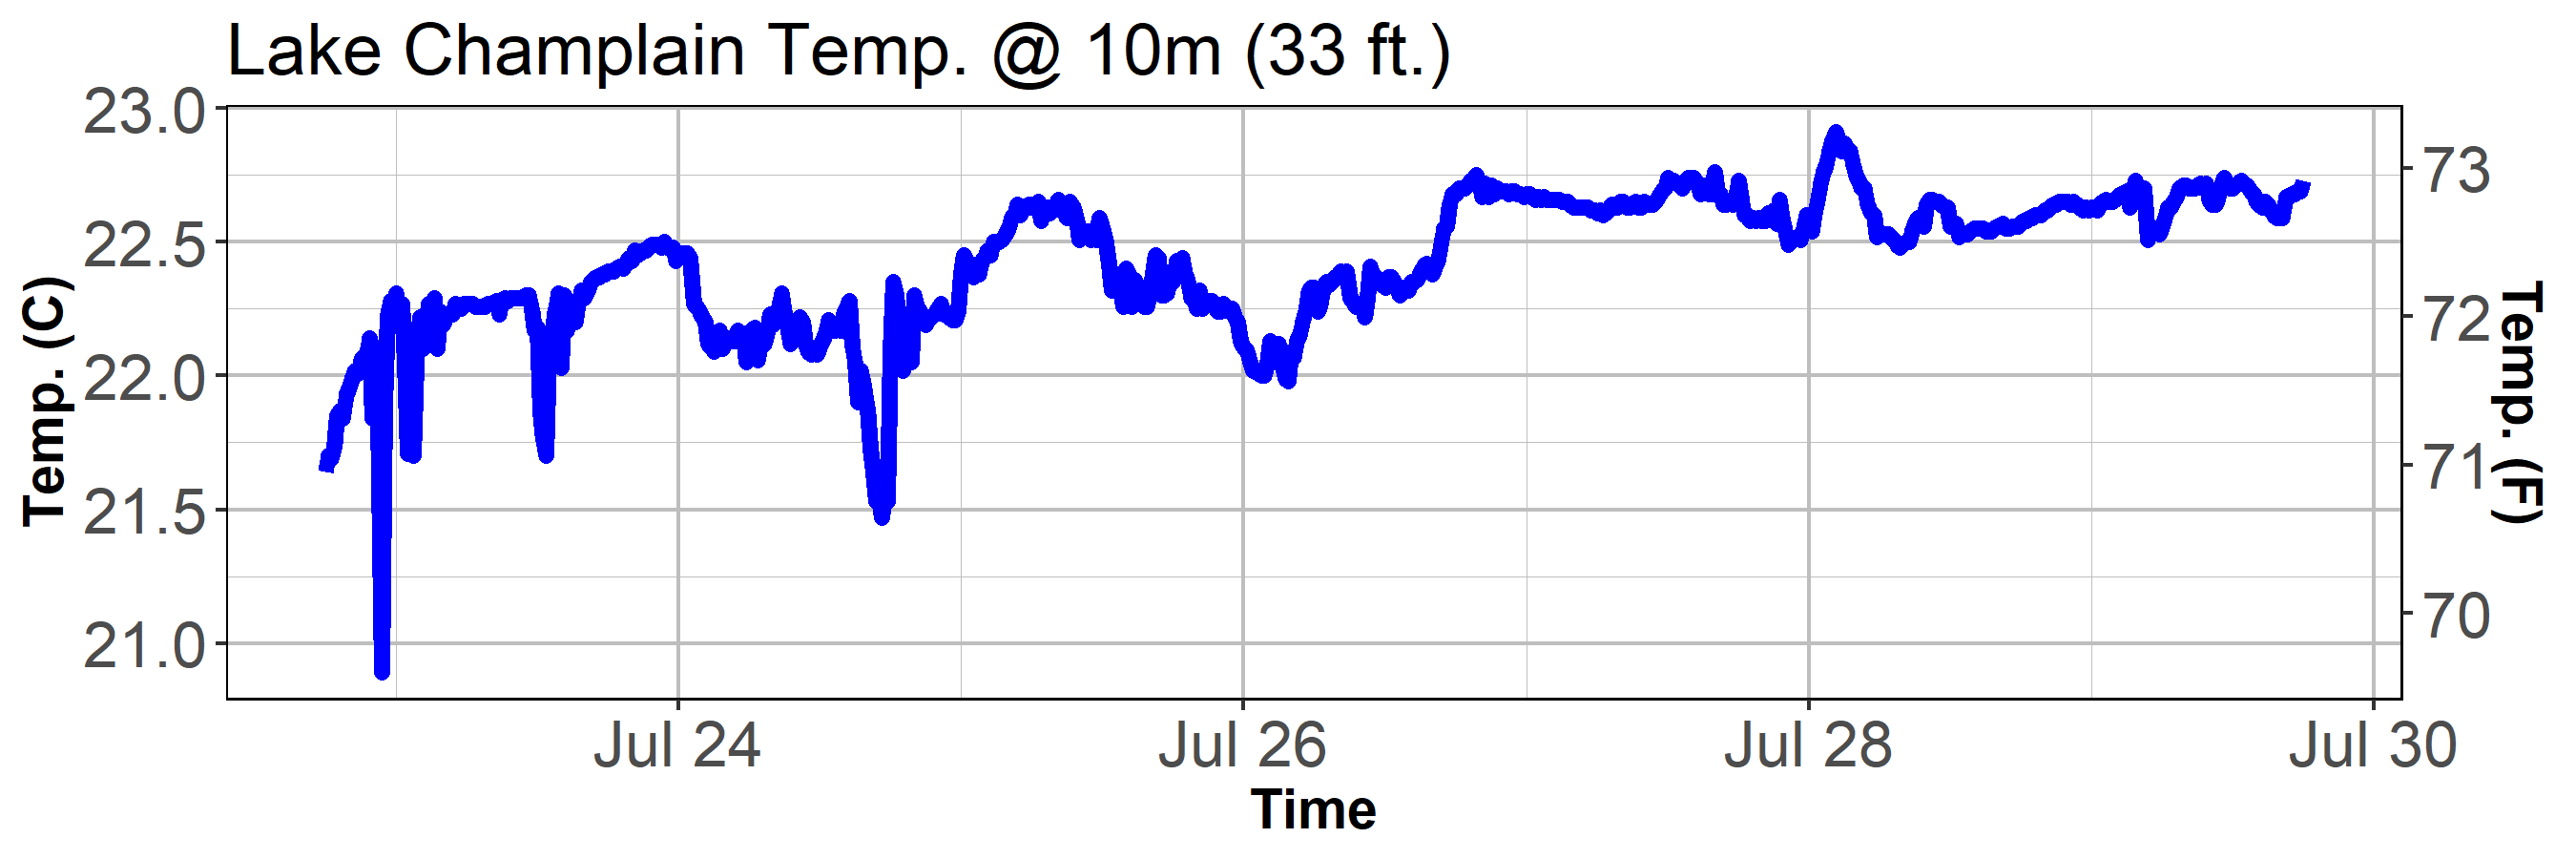 Lake Champlain Temp. @ 10m (33 ft.)
Temp. (C)
23.0
22.5
22.0
21.5
21.0
73
72
71
70
Temp. (F)
Jul 24
Jul 26
Jul 28
Jul 30
Time